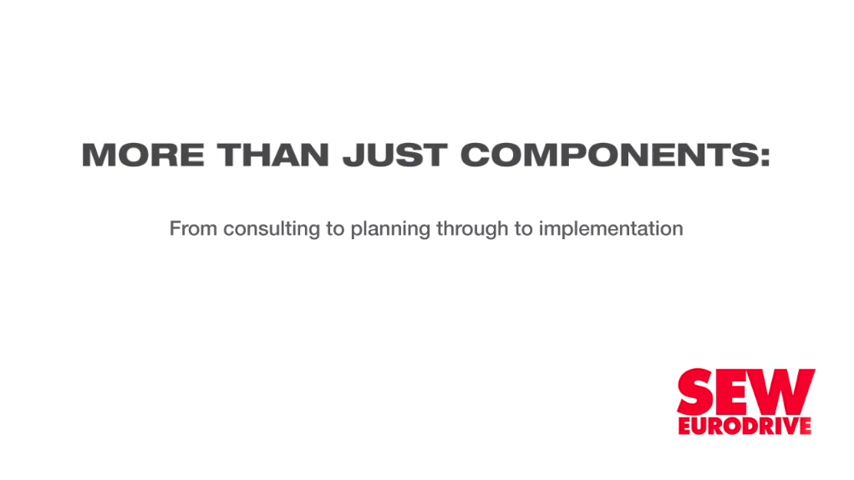 MORE THAN JUST COMPONENTS:
From consulting to planning through to implementation
SEW
EURODRIVE